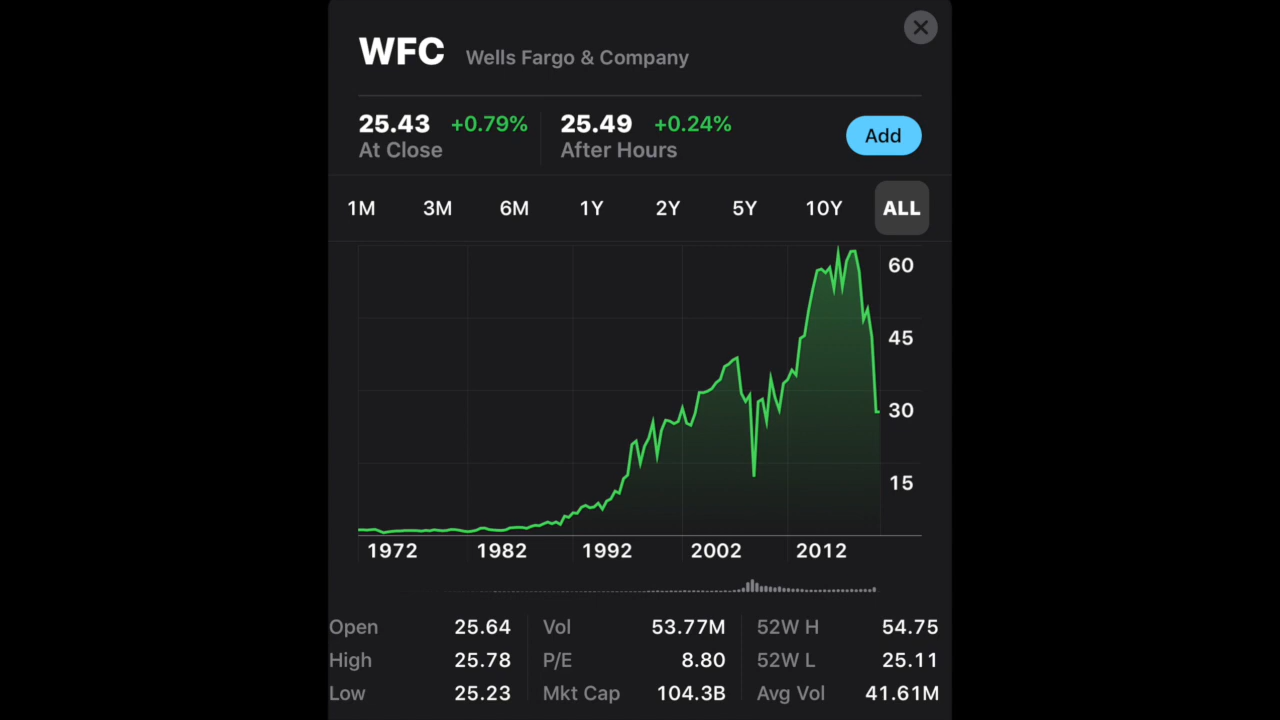 WFC Wells Fargo & Company
25.43 +0.79% 25.49 +0.24%
At Close After Hours
Add
1M 3M 6M 1Y 2Y 5Y 10Y ALL
60
45
30
15
1972 1982 1992 2002 2012
Open 25.64 Vol 53.77M 52W H 54.75
High 25.78 P/E 8.80 52W L 25.11
Low 25.23 Mkt Cap 104.3B Avg Vol 41.61M